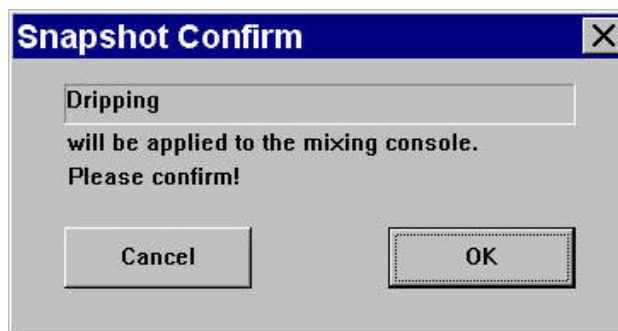 Snapshot Confirm
Dripping
will be applied to the mixing console.
Please confirm!
Cancel
OK